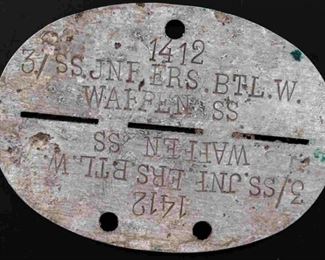 1412
3/SS.JNF.ERS.BTL.W.
WAFFEN SS
WAFFEN SS
3/SS.JNF ERS.BTL.W.
1412